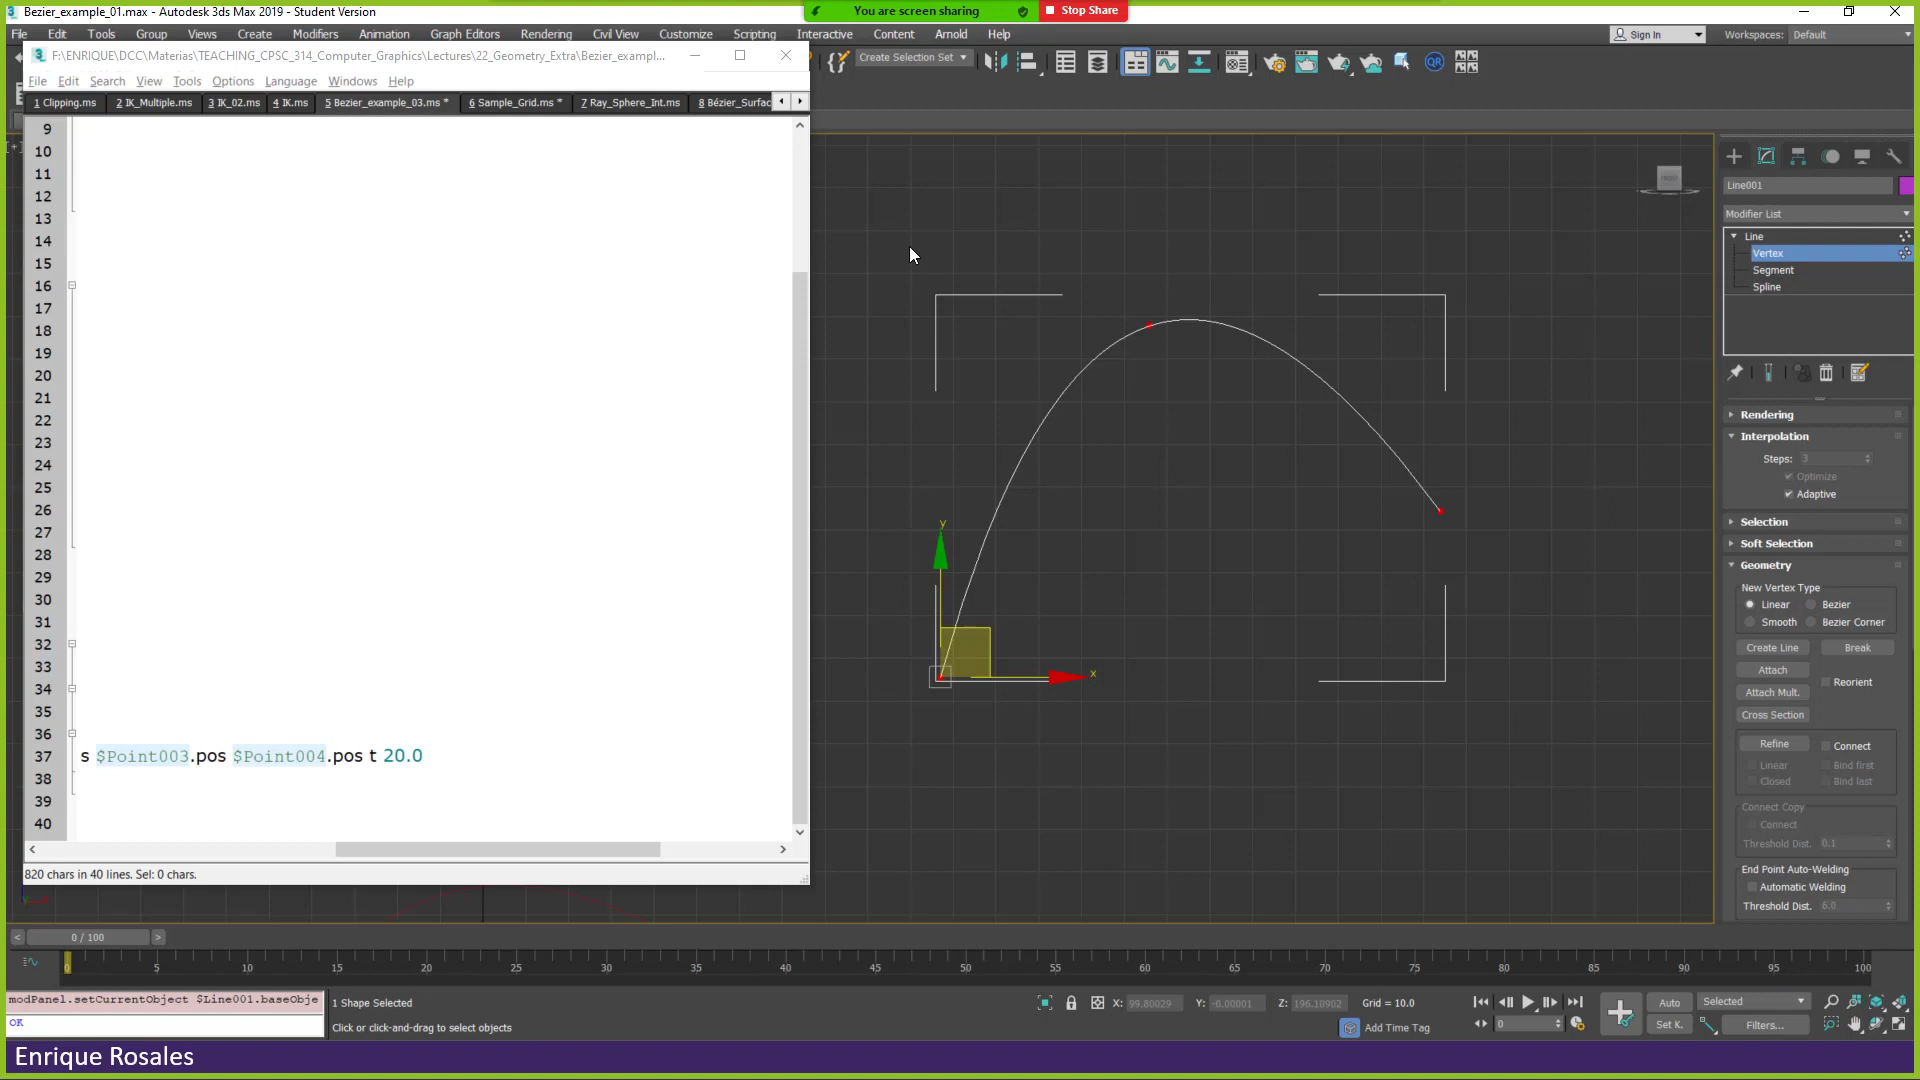 Bezier_example_01.max - Autodesk 3ds Max 2019 - Student Version
You are screen sharing
Stop Share
File Edit Tools Group Views Create Modifiers Animation Graph Editors Rendering Civil View Customize Scripting Interactive Content Arnold Help
Sign In
Workspaces: Default
F:\ENRIQUE\DCC\Materias\TEACHING_CPSC_314_Computer_Graphics\Lectures\22_Geometry_Extra\Bezier_exampl...
Create Selection Set
File Edit Search View Tools Options Language Windows Help
1 Clipping.ms 2 IK_Multiple.ms 3 IK_02.ms 4 IK.ms 5 Bezier_example_03.ms * 6 Sample_Grid.ms * 7 Ray_Sphere_Int.ms 8 Bézier_Surfac
9
10
11
12
13
14
15
16
17
18
19
20
21
22
23
24
25
26
27
28
29
30
31
32
33
34
35
36
37 s $Point003.pos $Point004.pos t 20.0
38
39
40
820 chars in 40 lines. Sel: 0 chars.
[+]
y
x
Line001
Modifier List
Line
Vertex
Segment
Spline
Rendering
Interpolation
Steps: 3
Optimize
Adaptive
Selection
Soft Selection
Geometry
New Vertex Type
Linear Bezier
Smooth Bezier Corner
Create Line Break
Attach
Reorient
Attach Mult.
Cross Section
Refine Connect
Linear Bind first
Closed Bind last
Connect Copy
Connect
Threshold Dist. 0.1
End Point Auto-Welding
Automatic Welding
Threshold Dist. 6.0
< 0 / 100 >
0 5 10 15 20 25 30 35 40 45 50 55 60 65 70 75 80 85 90 95 100
modPanel.setCurrentObject $Line001.baseObje
OK
1 Shape Selected
Click or click-and-drag to select objects
X: 99.80029 Y: -0.00001 Z: 196.10902 Grid = 10.0
Add Time Tag
0
Auto Selected
Set K. Filters...
Enrique Rosales